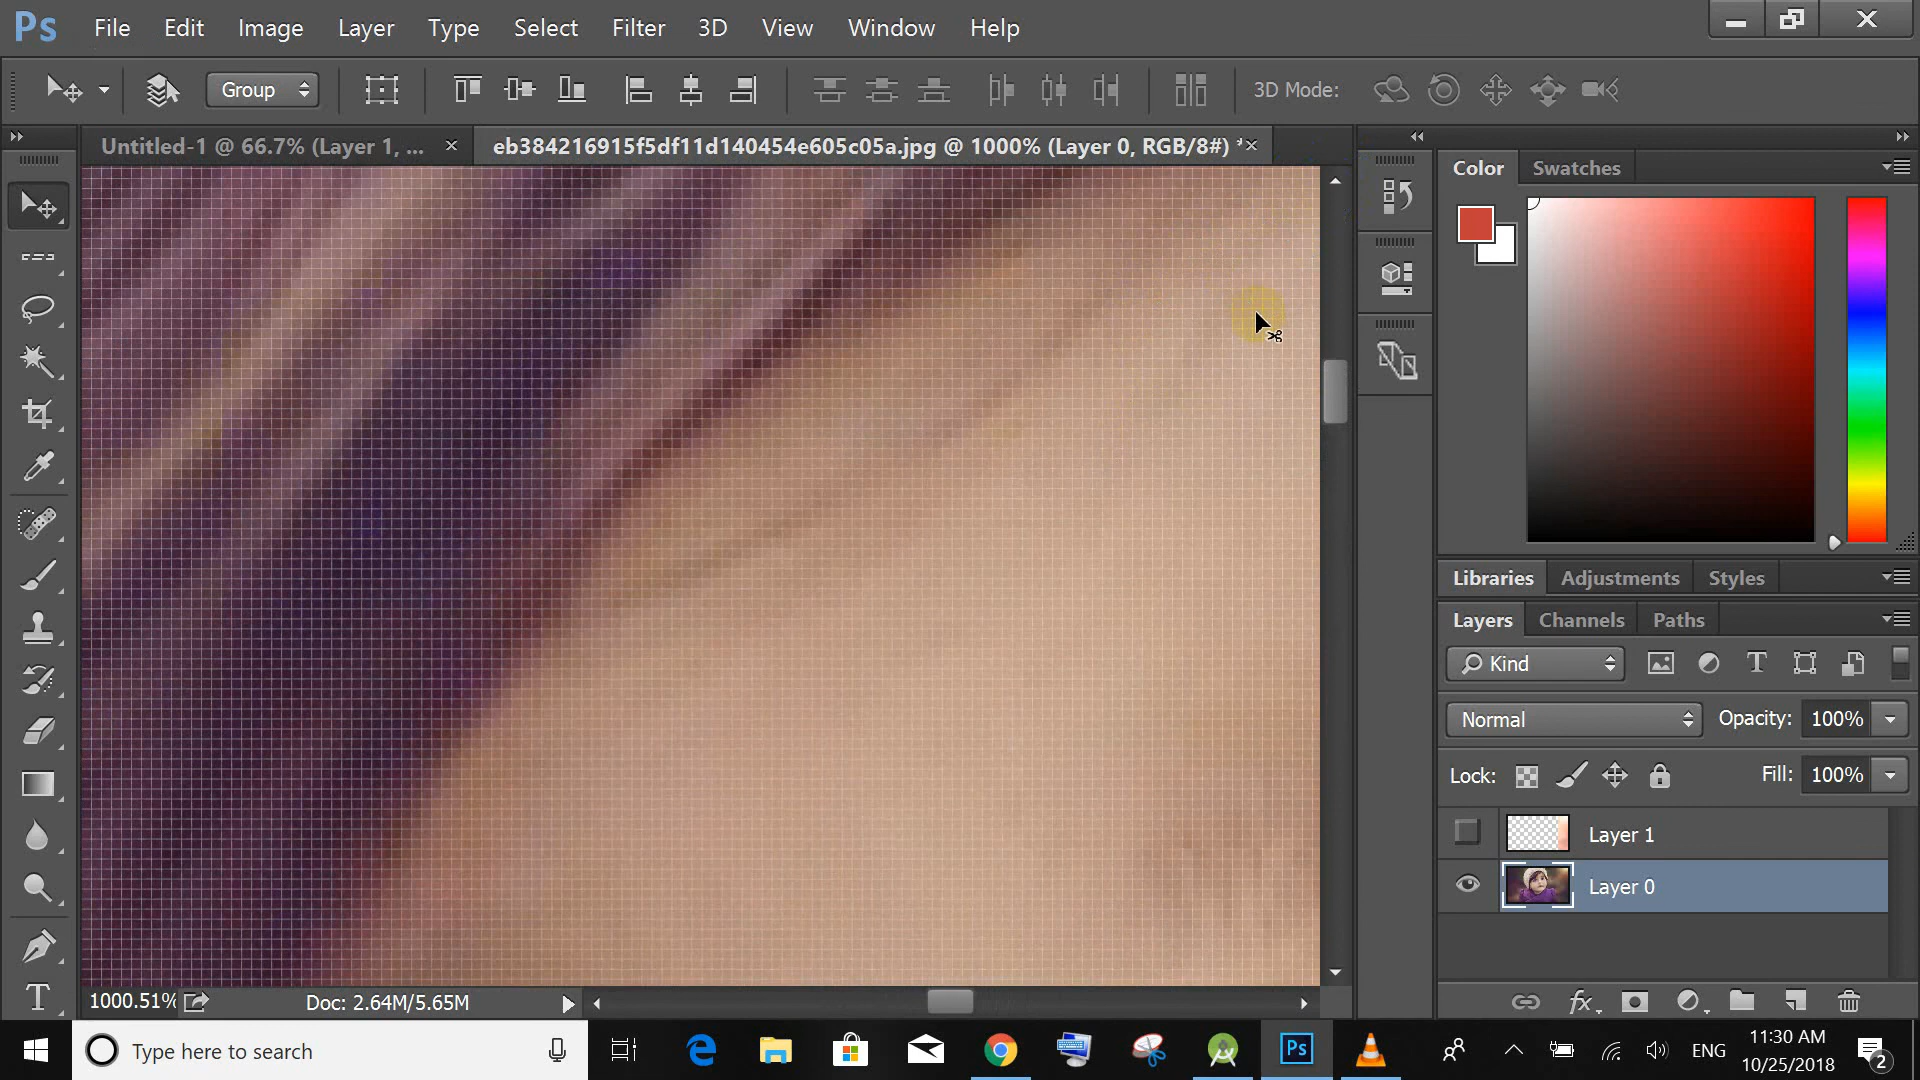 Ps File Edit Image Layer Type Select Filter 3D View Window Help
Group 3D Mode:
Untitled-1 @ 66.7% (Layer 1, ... eb384216915f5df11d140454e605c05a.jpg @ 1000% (Layer 0, RGB/8#) *
Color Swatches
Libraries Adjustments Styles
Layers Channels Paths
Kind
Normal Opacity: 100%
Lock: Fill: 100%
Layer 1
Layer 0
1000.51% Doc: 2.64M/5.65M
fx
Type here to search
Ps
ENG
11:30 AM
10/25/2018
2